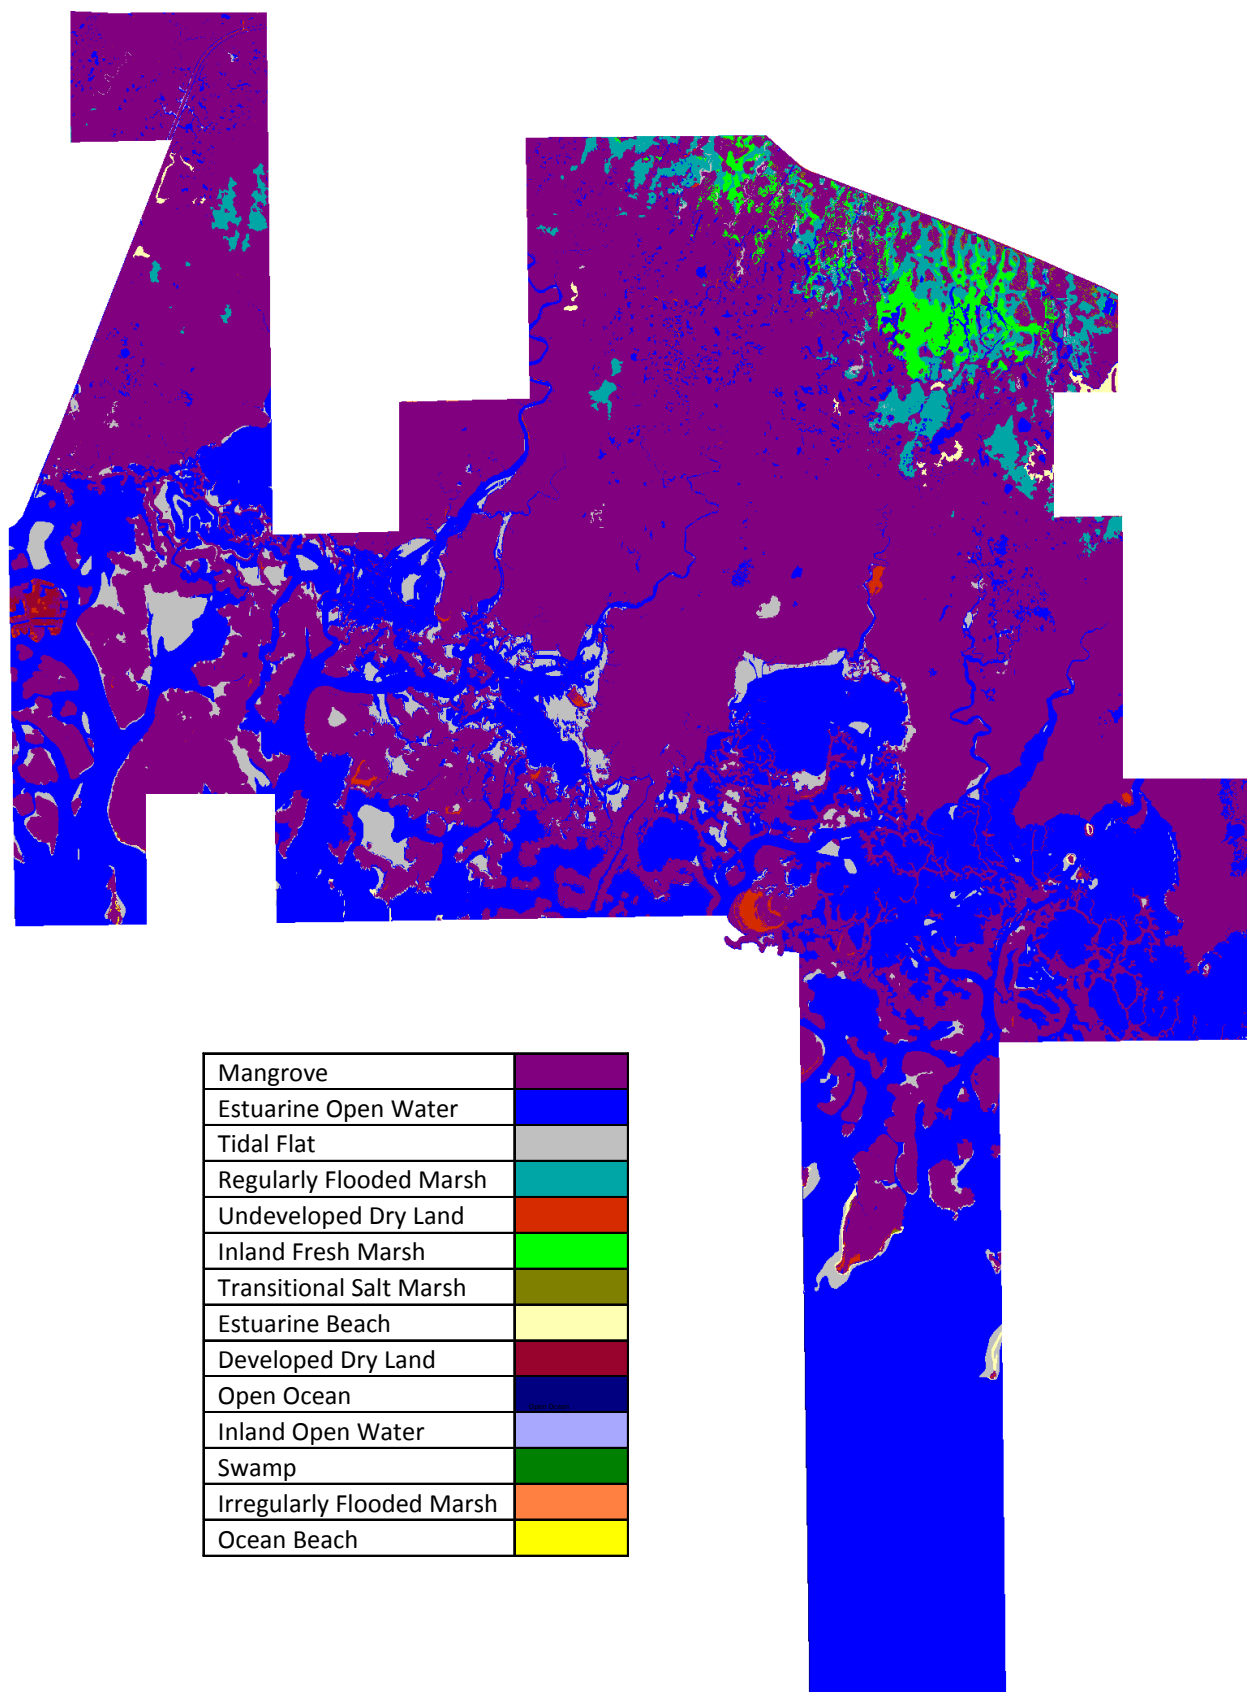 Mangrove
Estuarine Open Water
Tidal Flat
Regularly Flooded Marsh
Undeveloped Dry Land
Inland Fresh Marsh
Transitional Salt Marsh
Estuarine Beach
Developed Dry Land
Open Ocean
Inland Open Water
Swamp
Irregularly Flooded Marsh
Ocean Beach